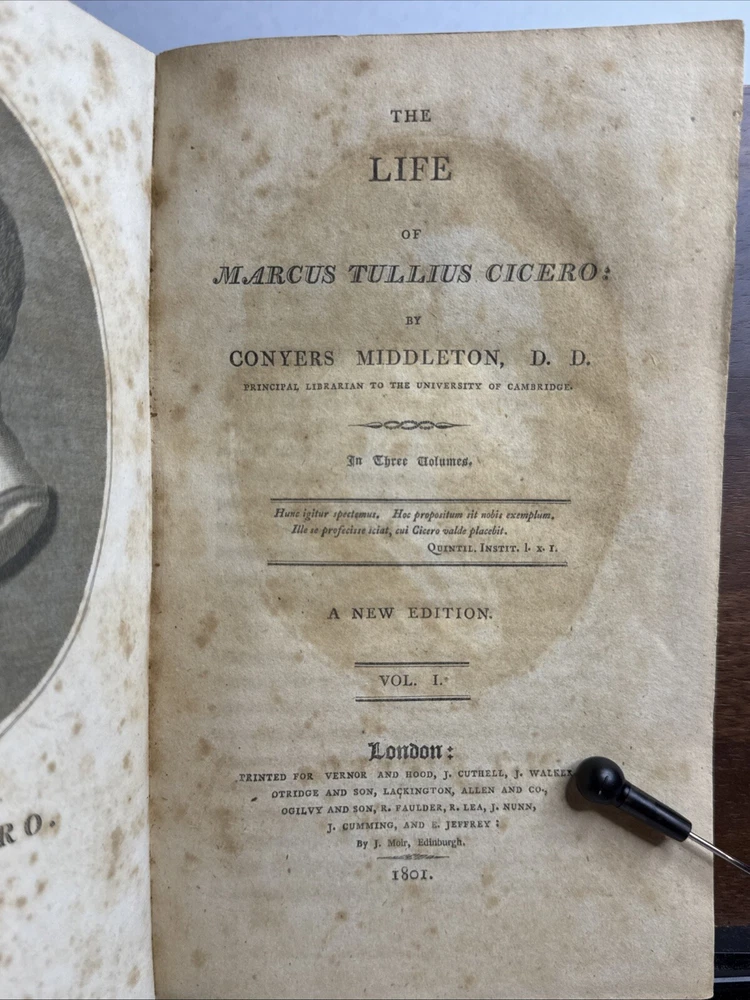 THE
LIFE
OF
MARCUS TULLIUS CICERO:
BY
CONYERS MIDDLETON, D. D.
PRINCIPAL LIBRARIAN TO THE UNIVERSITY OF CAMBRIDGE.
In Three Volumes.
Hunc igitur spectemus. Hoc propositum sit nobis exemplum.
Ille se profecisse sciat, cui Cicero valde placebit.
QUINTIL. INSTIT. l. x. 1.
A NEW EDITION.
VOL. I.
London:
PRINTED FOR VERNOR AND HOOD, J. CUTHELL, J. WALKER
OTRIDGE AND SON, LACKINGTON, ALLEN AND CO.,
OGILVY AND SON, R. FAULDER, R. LEA, J. NUNN,
J. CUMMING, AND E. JEFFREY:
By J. Moir, Edinburgh.
1801.
RO.